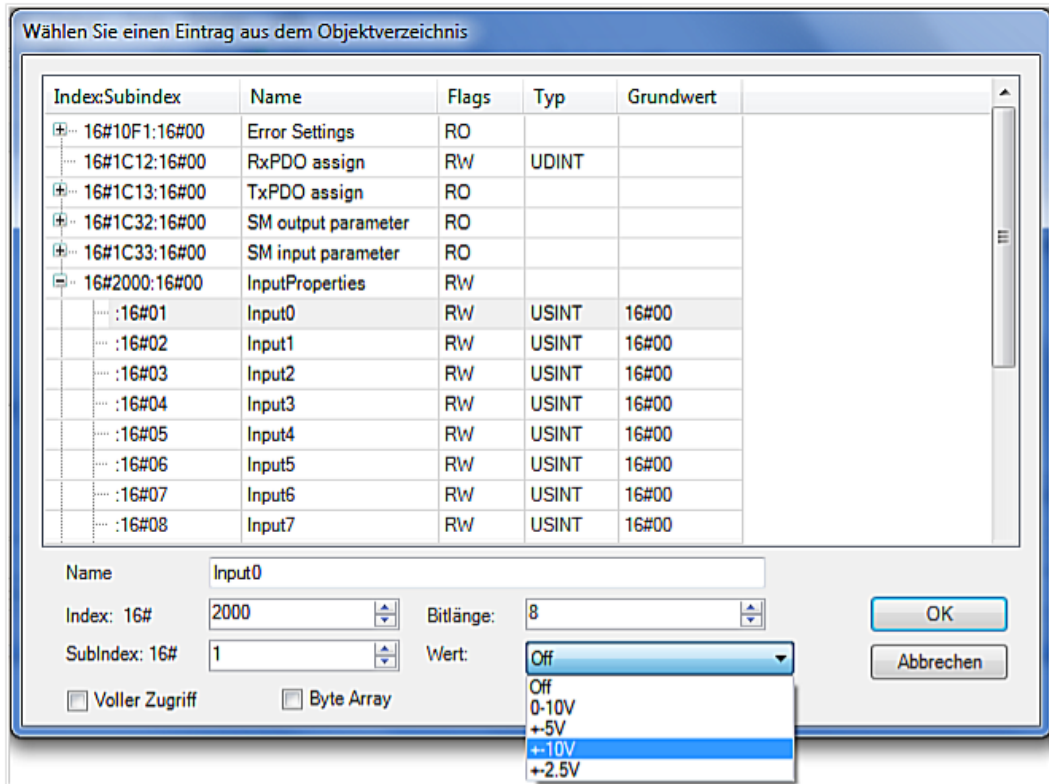 Wählen Sie einen Eintrag aus dem Objektverzeichnis
Index:Subindex Name Flags Typ Grundwert
16#10F1:16#00 Error Settings RO
16#1C12:16#00 RxPDO assign RW UDINT
16#1C13:16#00 TxPDO assign RO
16#1C32:16#00 SM output parameter RO
16#1C33:16#00 SM input parameter RO
16#2000:16#00 InputProperties RW
:16#01 Input0 RW USINT 16#00
:16#02 Input1 RW USINT 16#00
:16#03 Input2 RW USINT 16#00
:16#04 Input3 RW USINT 16#00
:16#05 Input4 RW USINT 16#00
:16#06 Input5 RW USINT 16#00
:16#07 Input6 RW USINT 16#00
:16#08 Input7 RW USINT 16#00
Name Input0
Index: 16# 2000 Bitlänge: 8 OK
SubIndex: 16# 1 Wert: Off Abbrechen
Voller Zugriff Byte Array
Off
0-10V
+-5V
+-10V
+-2.5V